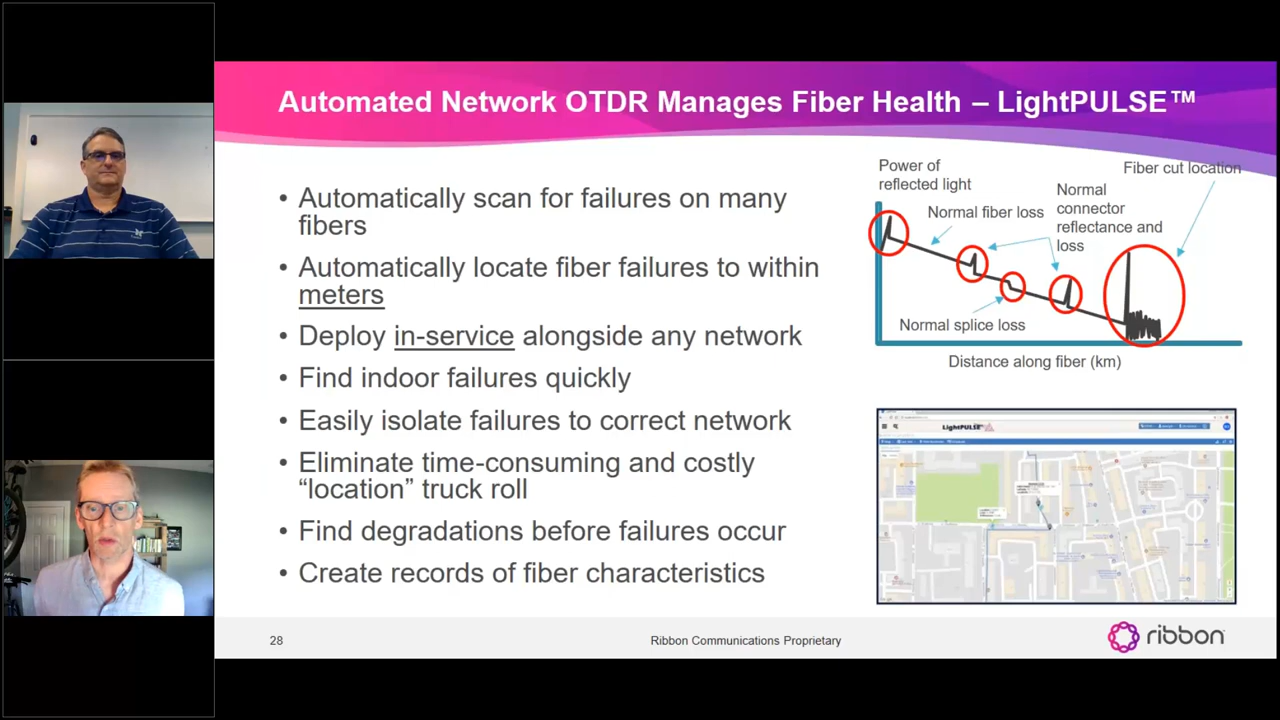 Automated Network OTDR Manages Fiber Health – LightPULSE™
• Automatically scan for failures on many
fibers
• Automatically locate fiber failures to within
meters
• Deploy in-service alongside any network
• Find indoor failures quickly
• Easily isolate failures to correct network
• Eliminate time-consuming and costly
“location” truck roll
• Find degradations before failures occur
• Create records of fiber characteristics
Power of
reflected light
Fiber cut location
Normal fiber loss
Normal
connector
reflectance and
loss
Normal splice loss
Distance along fiber (km)
LightPULSE
28
Ribbon Communications Proprietary
ribbon